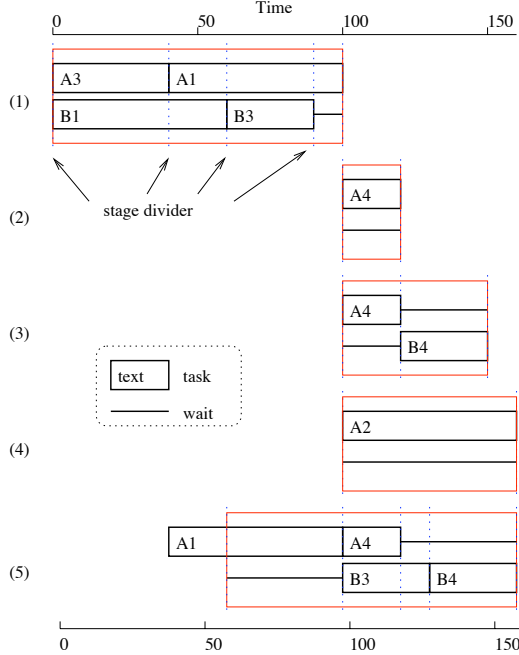 Time
0 50 100 150
A3 A1
(1)
B1 B3
stage divider
A4
(2)
A4
(3)
B4
text task
wait
A2
(4)
A1 A4
(5)
B3 B4
0 50 100 150